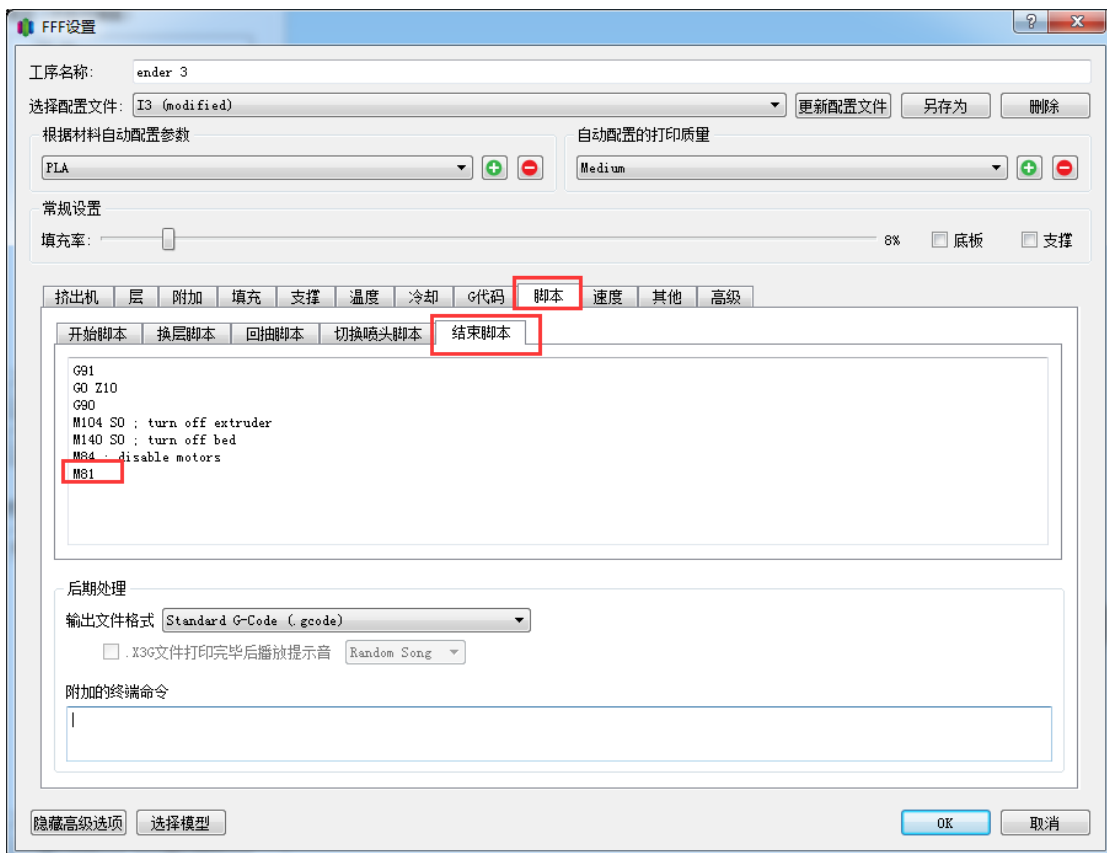 FFF设置
工序名称: ender 3
选择配置文件: I3 (modified) 更新配置文件 另存为 删除
根据材料自动配置参数 自动配置的打印质量
PLA Medium
常规设置
填充率: 8% 底板 支撑
挤出机 层 附加 填充 支撑 温度 冷却 G代码 脚本 速度 其他 高级
开始脚本 换层脚本 回抽脚本 切换喷头脚本 结束脚本
G91
G0 Z10
G90
M104 S0 ; turn off extruder
M140 S0 ; turn off bed
M84 ; disable motors
M81
后期处理
输出文件格式 Standard G-Code (.gcode)
.X3G文件打印完毕后播放提示音 Random Song
附加的终端命令
隐藏高级选项 选择模型 OK 取消